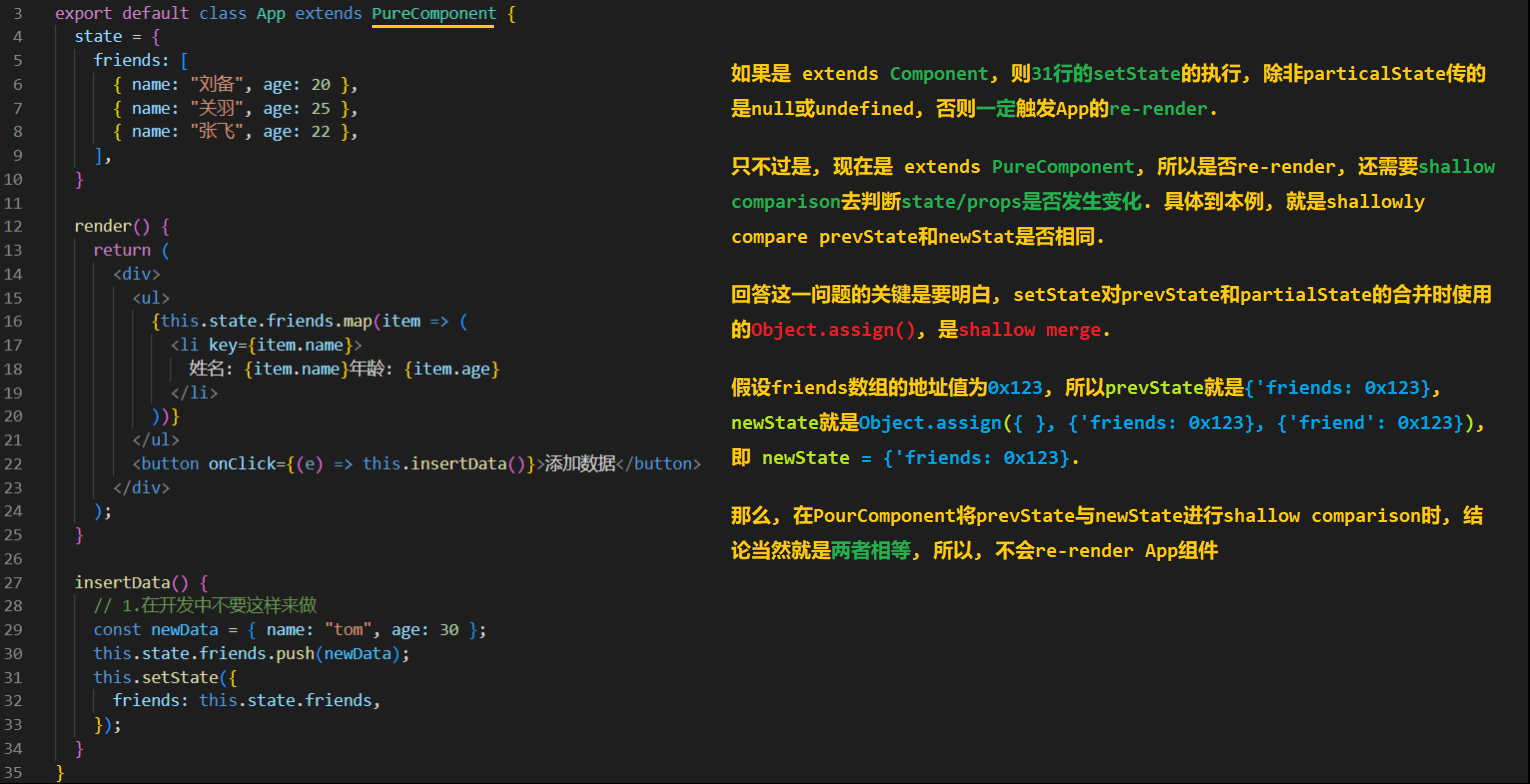 3 export default class App extends PureComponent {
4 state = {
5 friends: [
6 { name: "刘备", age: 20 },
7 { name: "关羽", age: 25 },
8 { name: "张飞", age: 22 },
9 ],
10 }
11
12 render() {
13 return (
14 <div>
15 <ul>
16 {this.state.friends.map(item => (
17 <li key={item.name}>
18 姓名: {item.name}年龄: {item.age}
19 </li>
20 ))}
21 </ul>
22 <button onClick={(e) => this.insertData()}>添加数据</button>
23 </div>
24 );
25 }
26
27 insertData() {
28 // 1.在开发中不要这样来做
29 const newData = { name: "tom", age: 30 };
30 this.state.friends.push(newData);
31 this.setState({
32 friends: this.state.friends,
33 });
34 }
35 }
如果是 extends Component，则31行的setState的执行，除非particalState传的
是null或undefined，否则一定触发App的re-render.
只不过是，现在是 extends PureComponent，所以是否re-render，还需要shallow
comparison去判断state/props是否发生变化. 具体到本例，就是shallowly
compare prevState和newStat是否相同.
回答这一问题的关键是要明白，setState对prevState和partialState的合并时使用
的Object.assign()，是shallow merge.
假设friends数组的地址值为0x123，所以prevState就是{'friends: 0x123},
newState就是Object.assign({ }, {'friends: 0x123}, {'friend': 0x123}),
即 newState = {'friends: 0x123}.
那么，在PourComponent将prevState与newState进行shallow comparison时，结
论当然就是两者相等，所以，不会re-render App组件